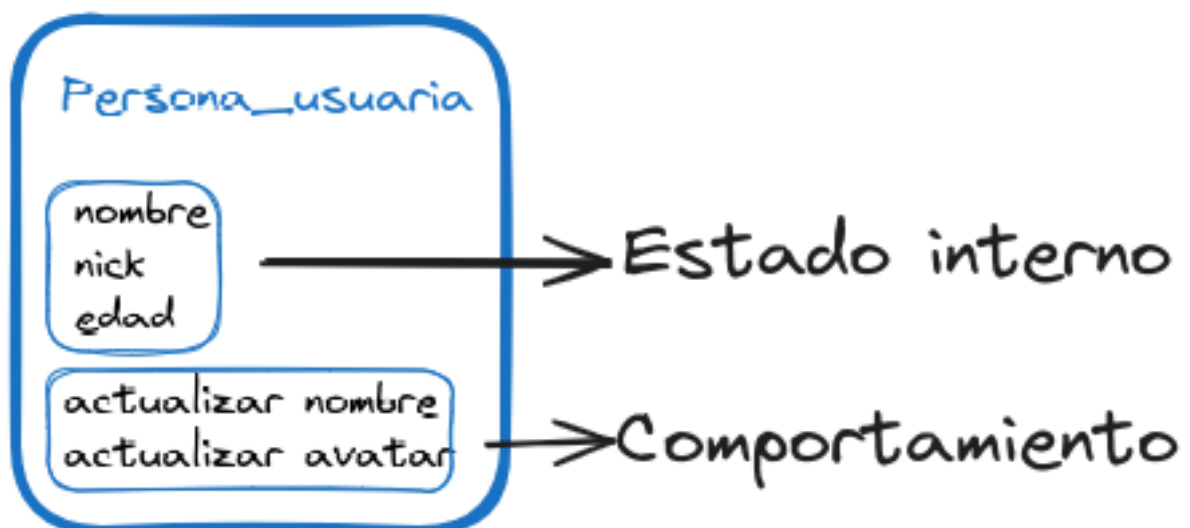 Persona_usuaria
nombre
nick
edad
Estado interno
actualizar nombre
actualizar avatar
Comportamiento